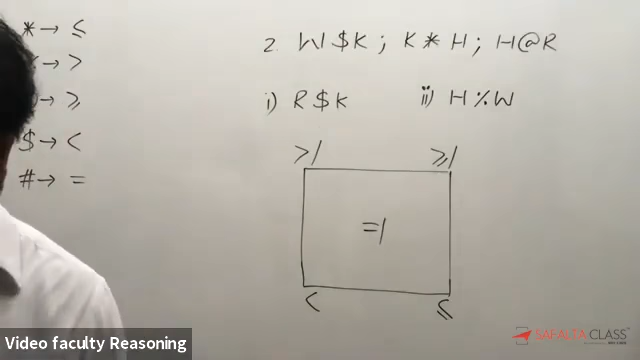 * → ≤
→ >
→ ≥
$ → <
# → =
2. W $ K ; K * H ; H @ R
i) R $ K ii) H % W
>/ ≥/
=/
< ≤
Video faculty Reasoning
SAFALTA CLASS